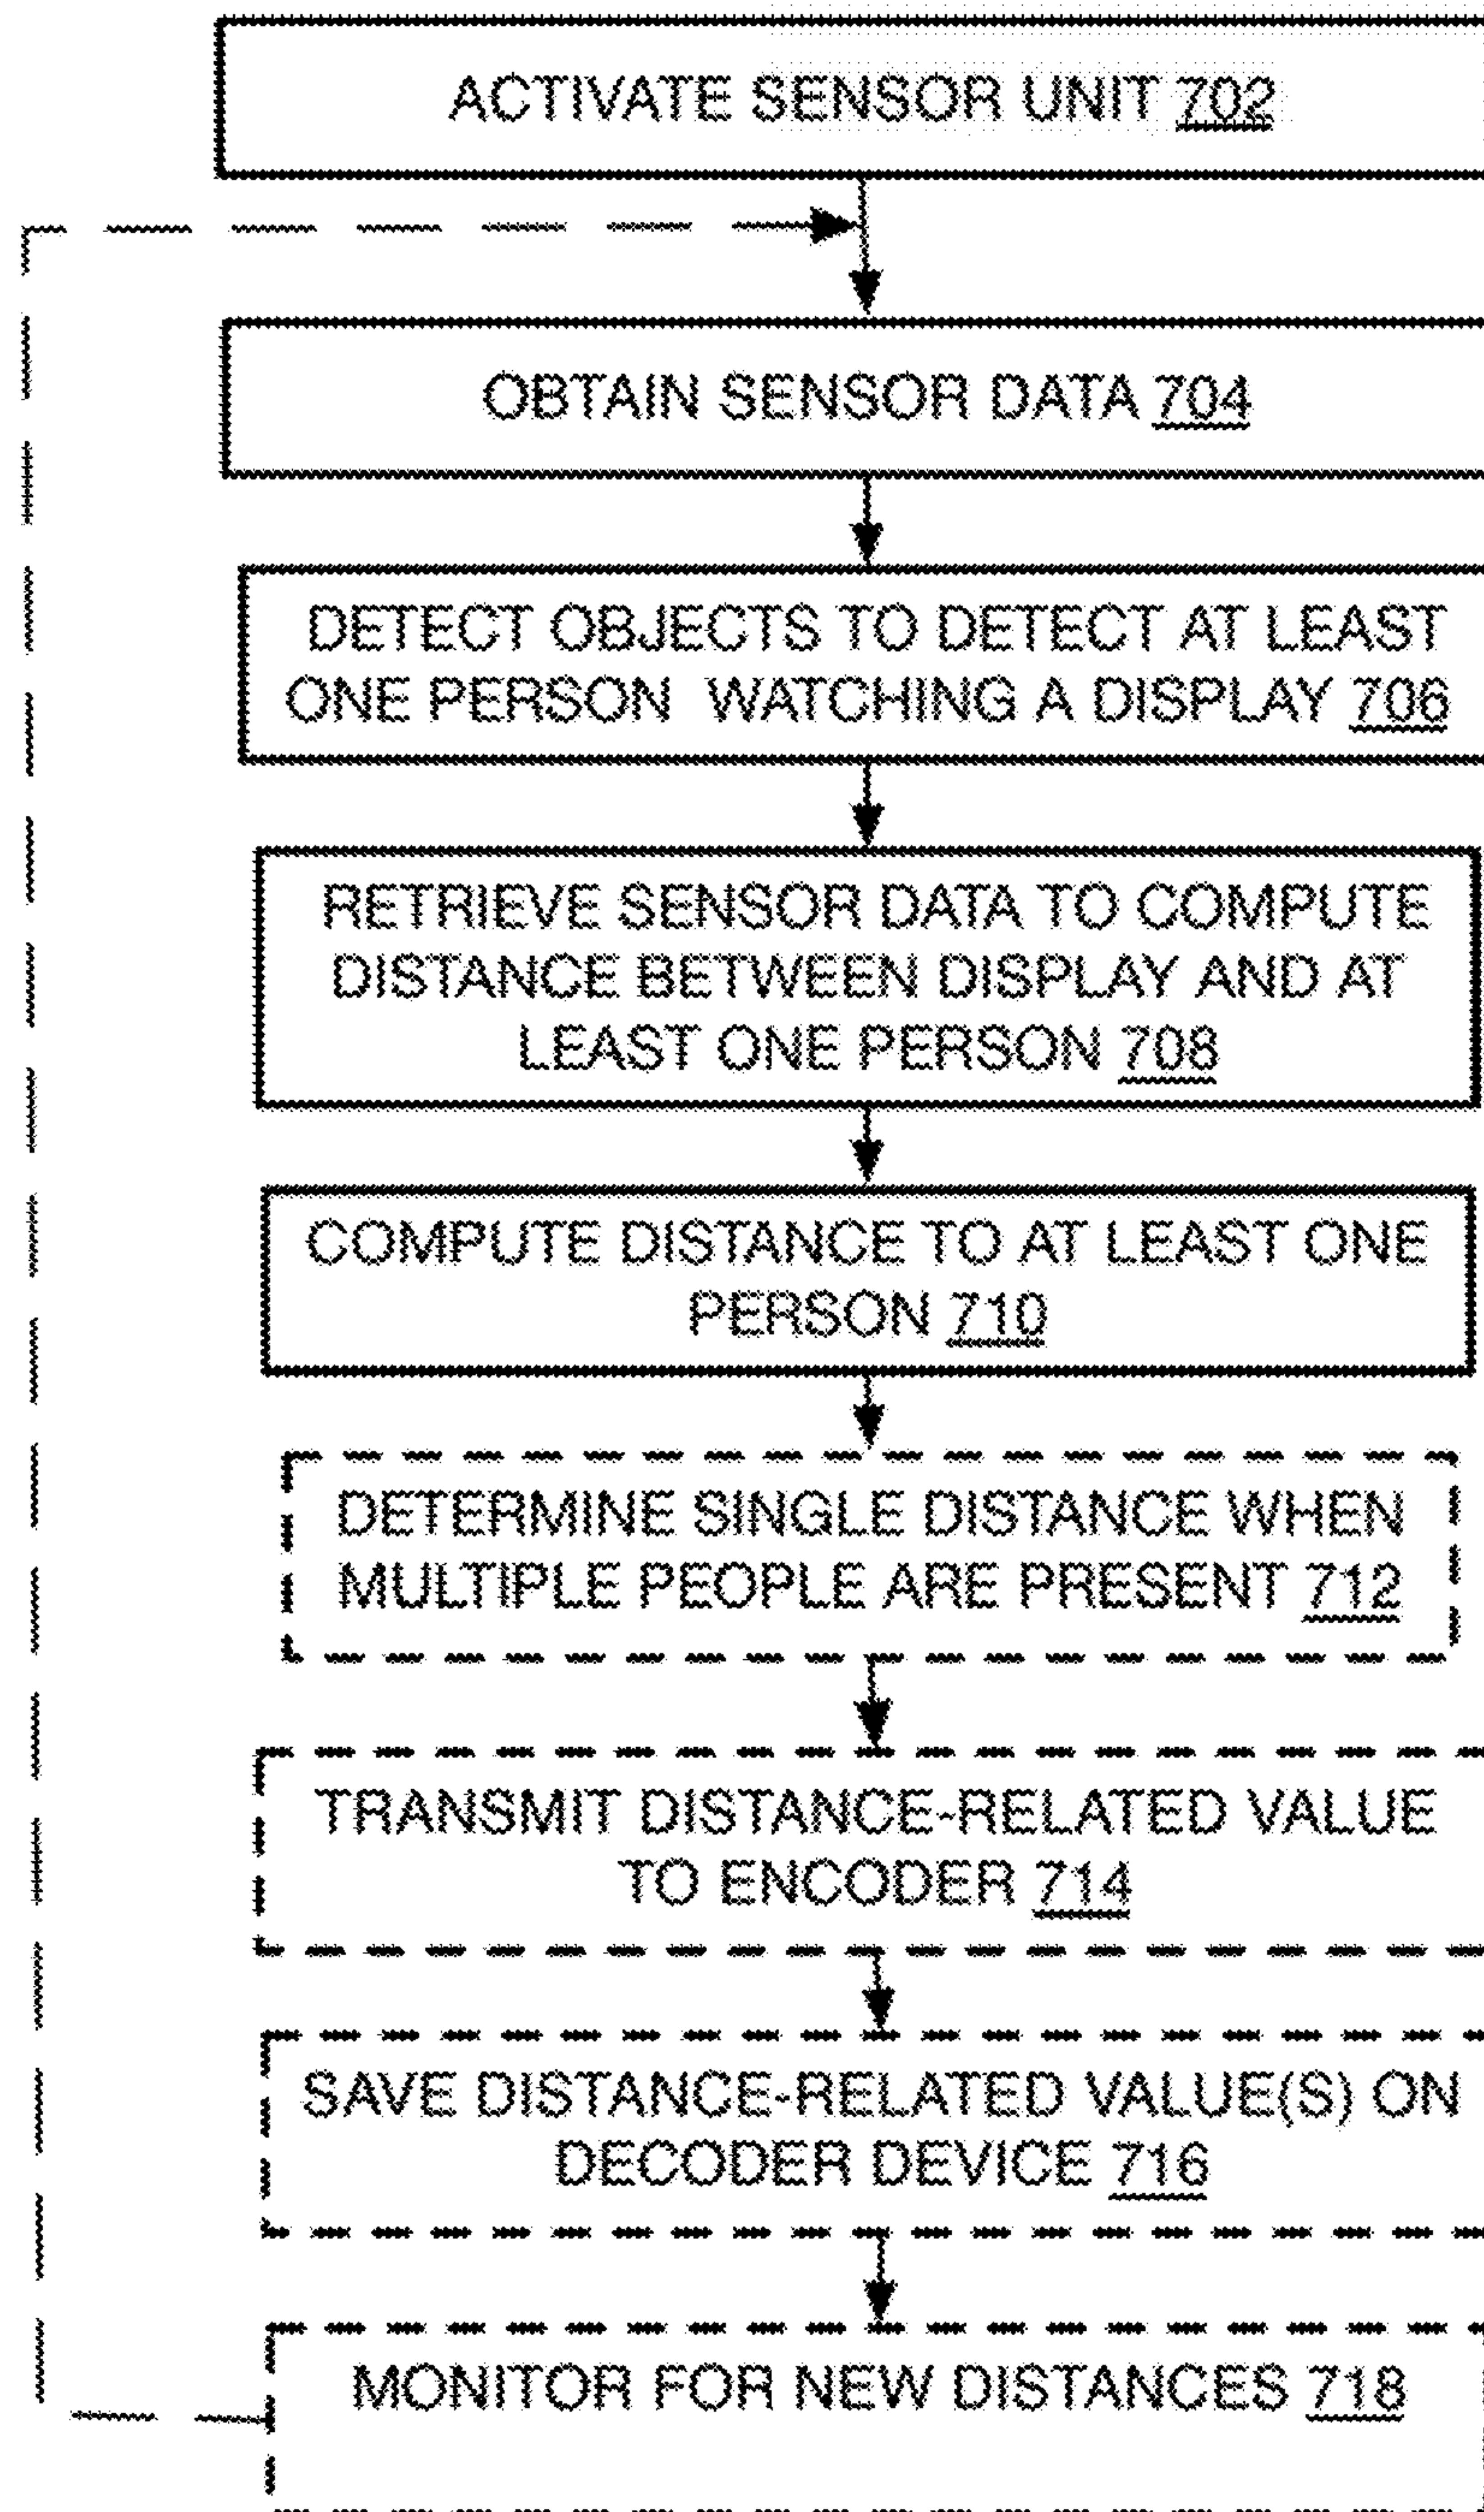 ACTIVATE SENSOR UNIT 702
OBTAIN SENSOR DATA 704
DETECT OBJECTS TO DETECT AT LEAST
ONE PERSON WATCHING A DISPLAY 706
RETRIEVE SENSOR DATA TO COMPUTE
DISTANCE BETWEEN DISPLAY AND AT
LEAST ONE PERSON 708
COMPUTE DISTANCE TO AT LEAST ONE
PERSON 710
DETERMINE SINGLE DISTANCE WHEN
MULTIPLE PEOPLE ARE PRESENT 712
TRANSMIT DISTANCE-RELATED VALUE
TO ENCODER 714
SAVE DISTANCE-RELATED VALUE(S) ON
DECODER DEVICE 716
MONITOR FOR NEW DISTANCES 718